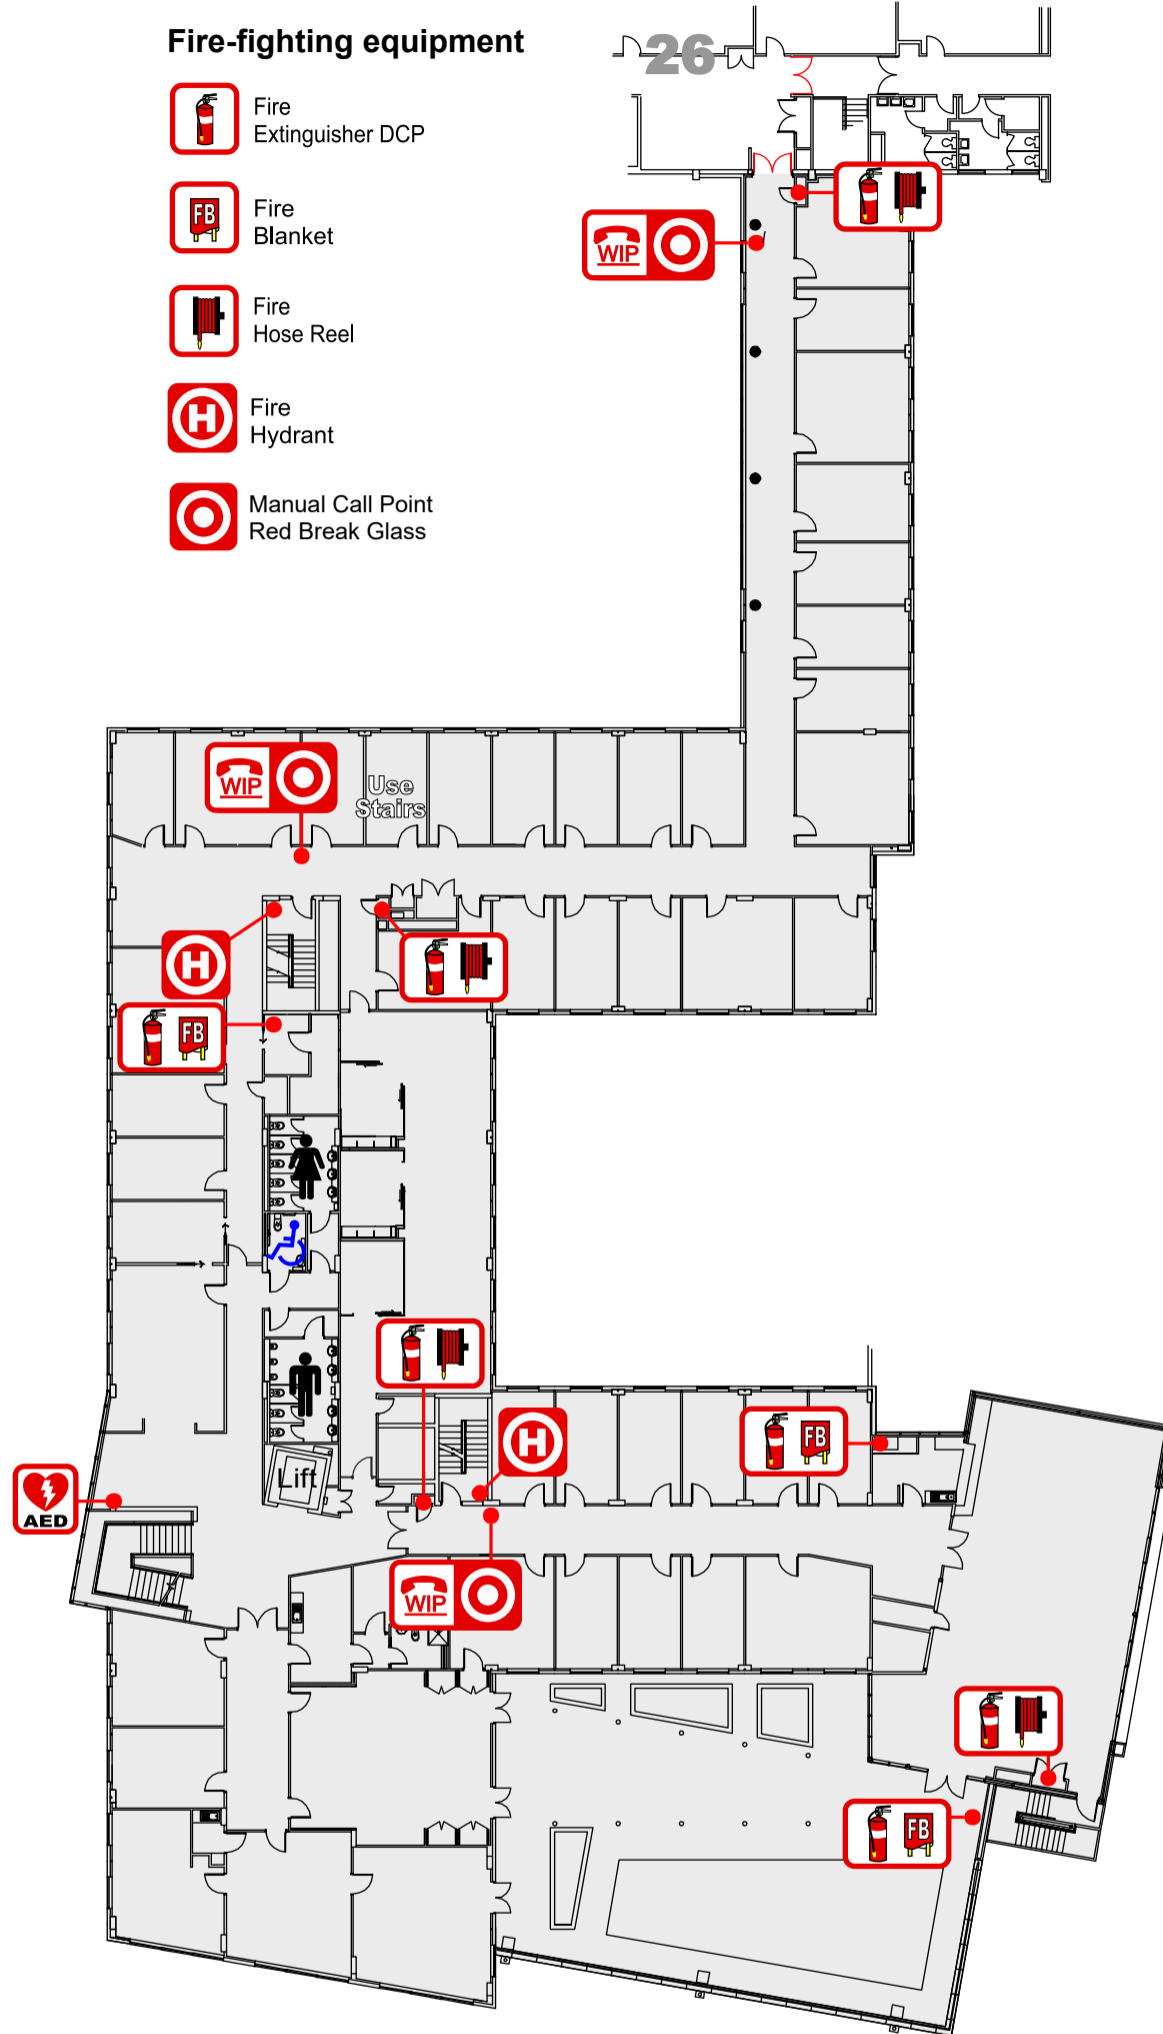 Fire-fighting equipment
26
Fire
Extinguisher DCP
FB
Fire
Blanket
WIP
Fire
Hose Reel
H
Fire
Hydrant
Manual Call Point
Red Break Glass
WIP
Use
Stairs
H
FB
H
FB
Lift
AED
WIP
FB